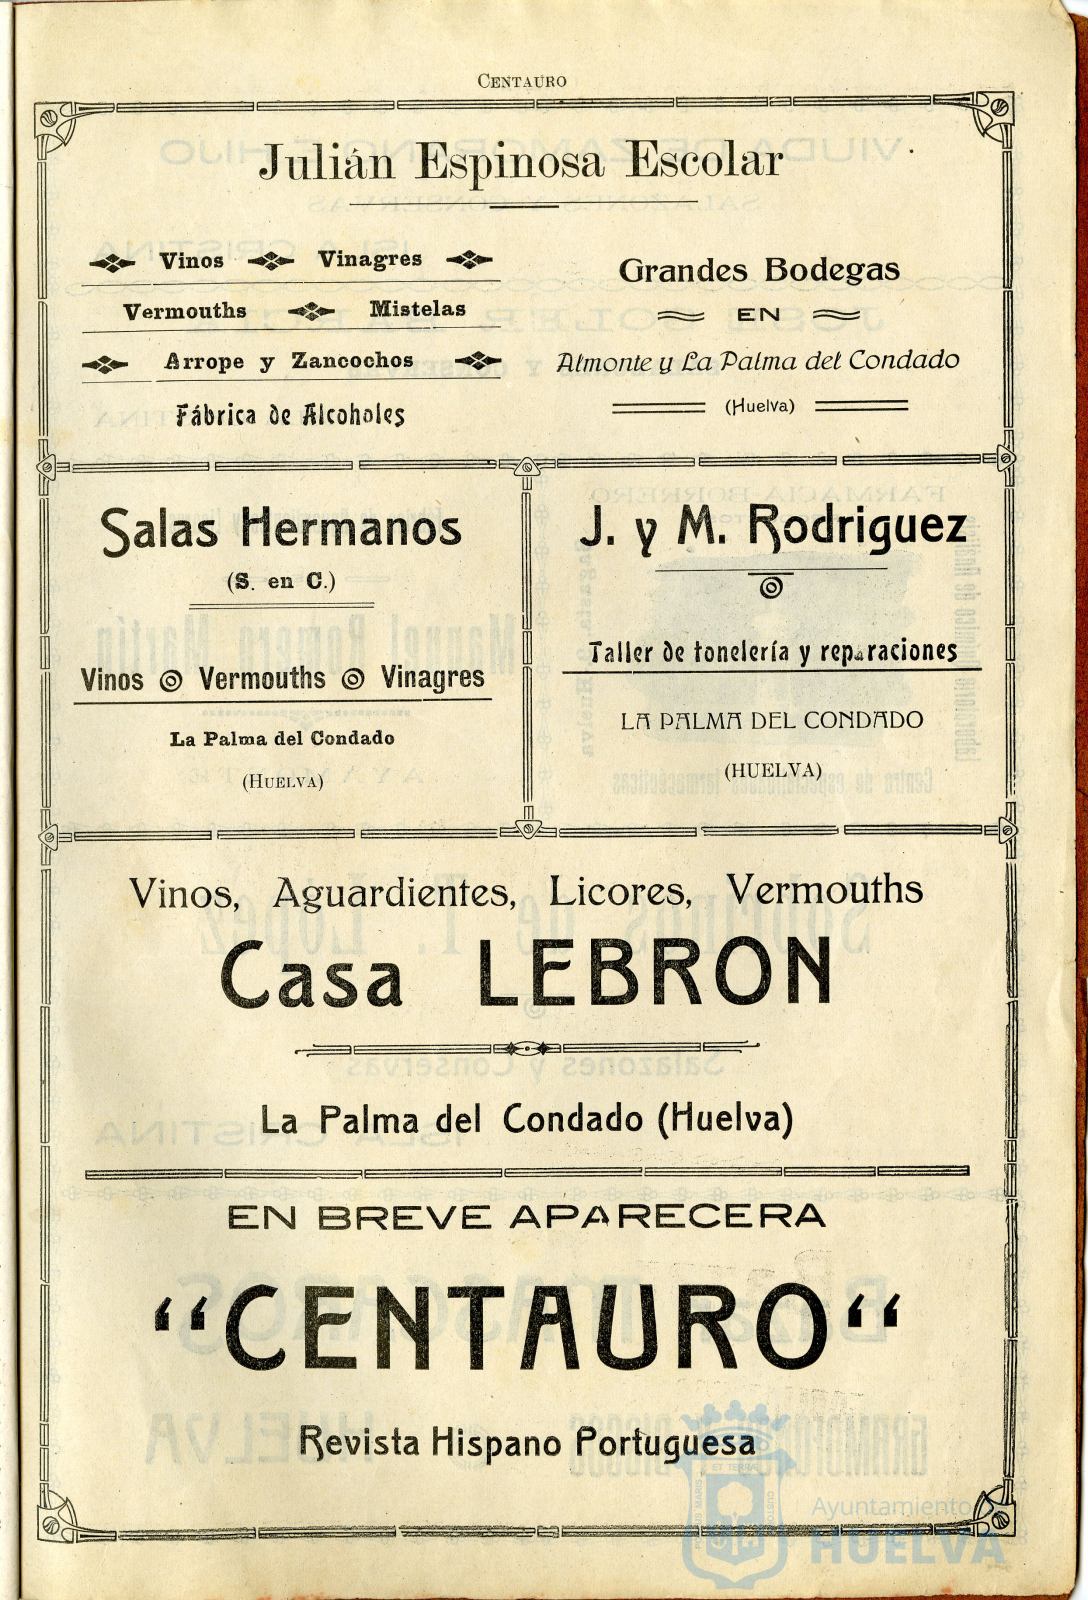 CENTAURO
Julián Espinosa Escolar
Vinos Vinagres
Vermouths Mistelas
Arrope y Zancochos
Fábrica de Alcoholes
Grandes Bodegas
EN
Almonte y La Palma del Condado
(Huelva)
Salas Hermanos
(S. en C.)
Vinos Vermouths Vinagres
La Palma del Condado
(HUELVA)
J. y M. Rodriguez
Taller de tonelería y reparaciones
LA PALMA DEL CONDADO
(HUELVA)
Vinos, Aguardientes, Licores, Vermouths
Casa LEBRON
La Palma del Condado (Huelva)
EN BREVE APARECERA
“CENTAURO“
Revista Hispano Portuguesa
Ayuntamiento
HUELVA